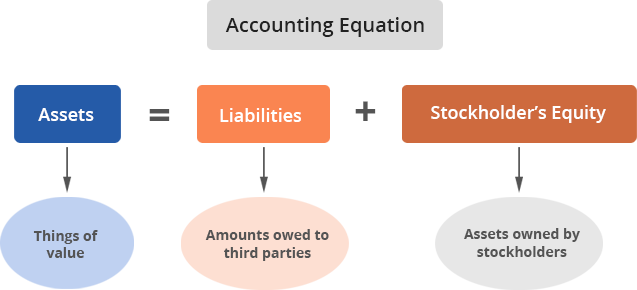 Accounting Equation
Assets = Liabilities + Stockholder’s Equity
Things of
value
Amounts owed to
third parties
Assets owned by
stockholders